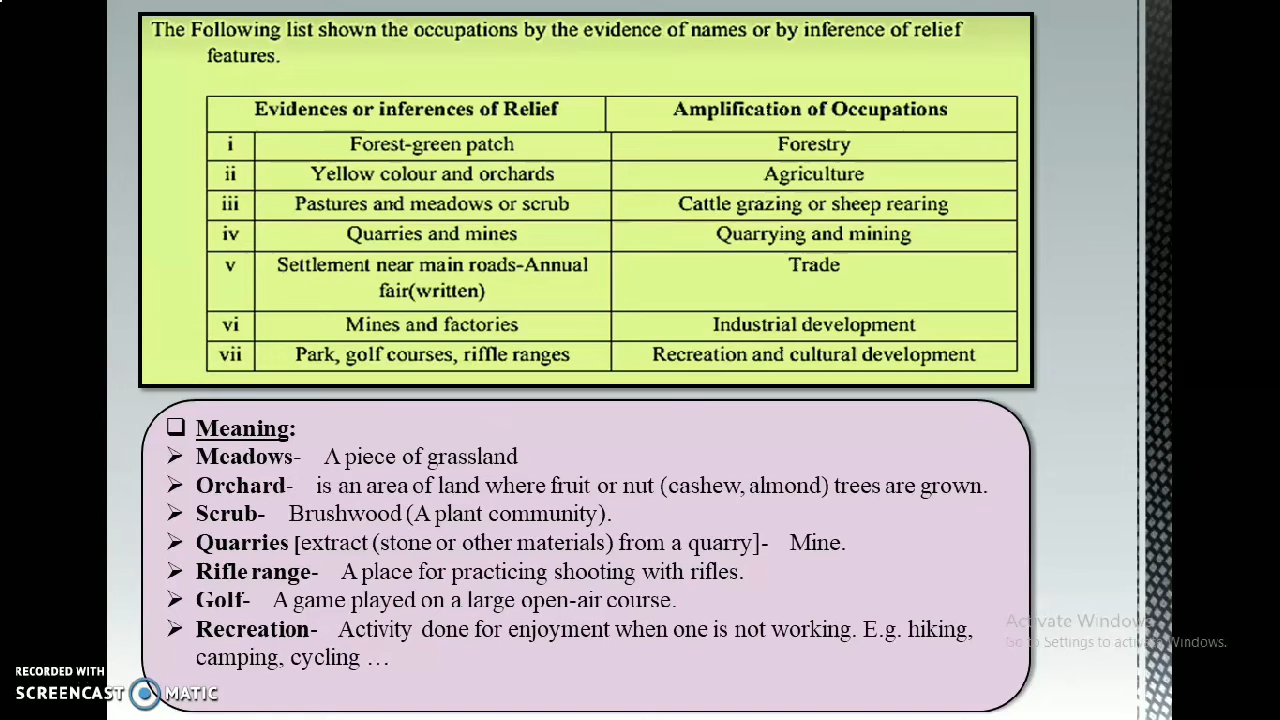 The Following list shown the occupations by the evidence of names or by inference of relief
features.
Evidences or inferences of Relief Amplification of Occupations
i Forest-green patch Forestry
ii Yellow colour and orchards Agriculture
iii Pastures and meadows or scrub Cattle grazing or sheep rearing
iv Quarries and mines Quarrying and mining
v Settlement near main roads-Annual Trade
fair(written)
vi Mines and factories Industrial development
vii Park, golf courses, riffle ranges Recreation and cultural development
❑ Meaning:
➢ Meadows- A piece of grassland
➢ Orchard- is an area of land where fruit or nut (cashew, almond) trees are grown.
➢ Scrub- Brushwood (A plant community).
➢ Quarries [extract (stone or other materials) from a quarry]- Mine.
➢ Rifle range- A place for practicing shooting with rifles.
➢ Golf- A game played on a large open-air course.
➢ Recreation- Activity done for enjoyment when one is not working. E.g. hiking,
camping, cycling …
Activate Windows
Go to Settings to activate Windows.
RECORDED WITH
SCREENCAST MATIC